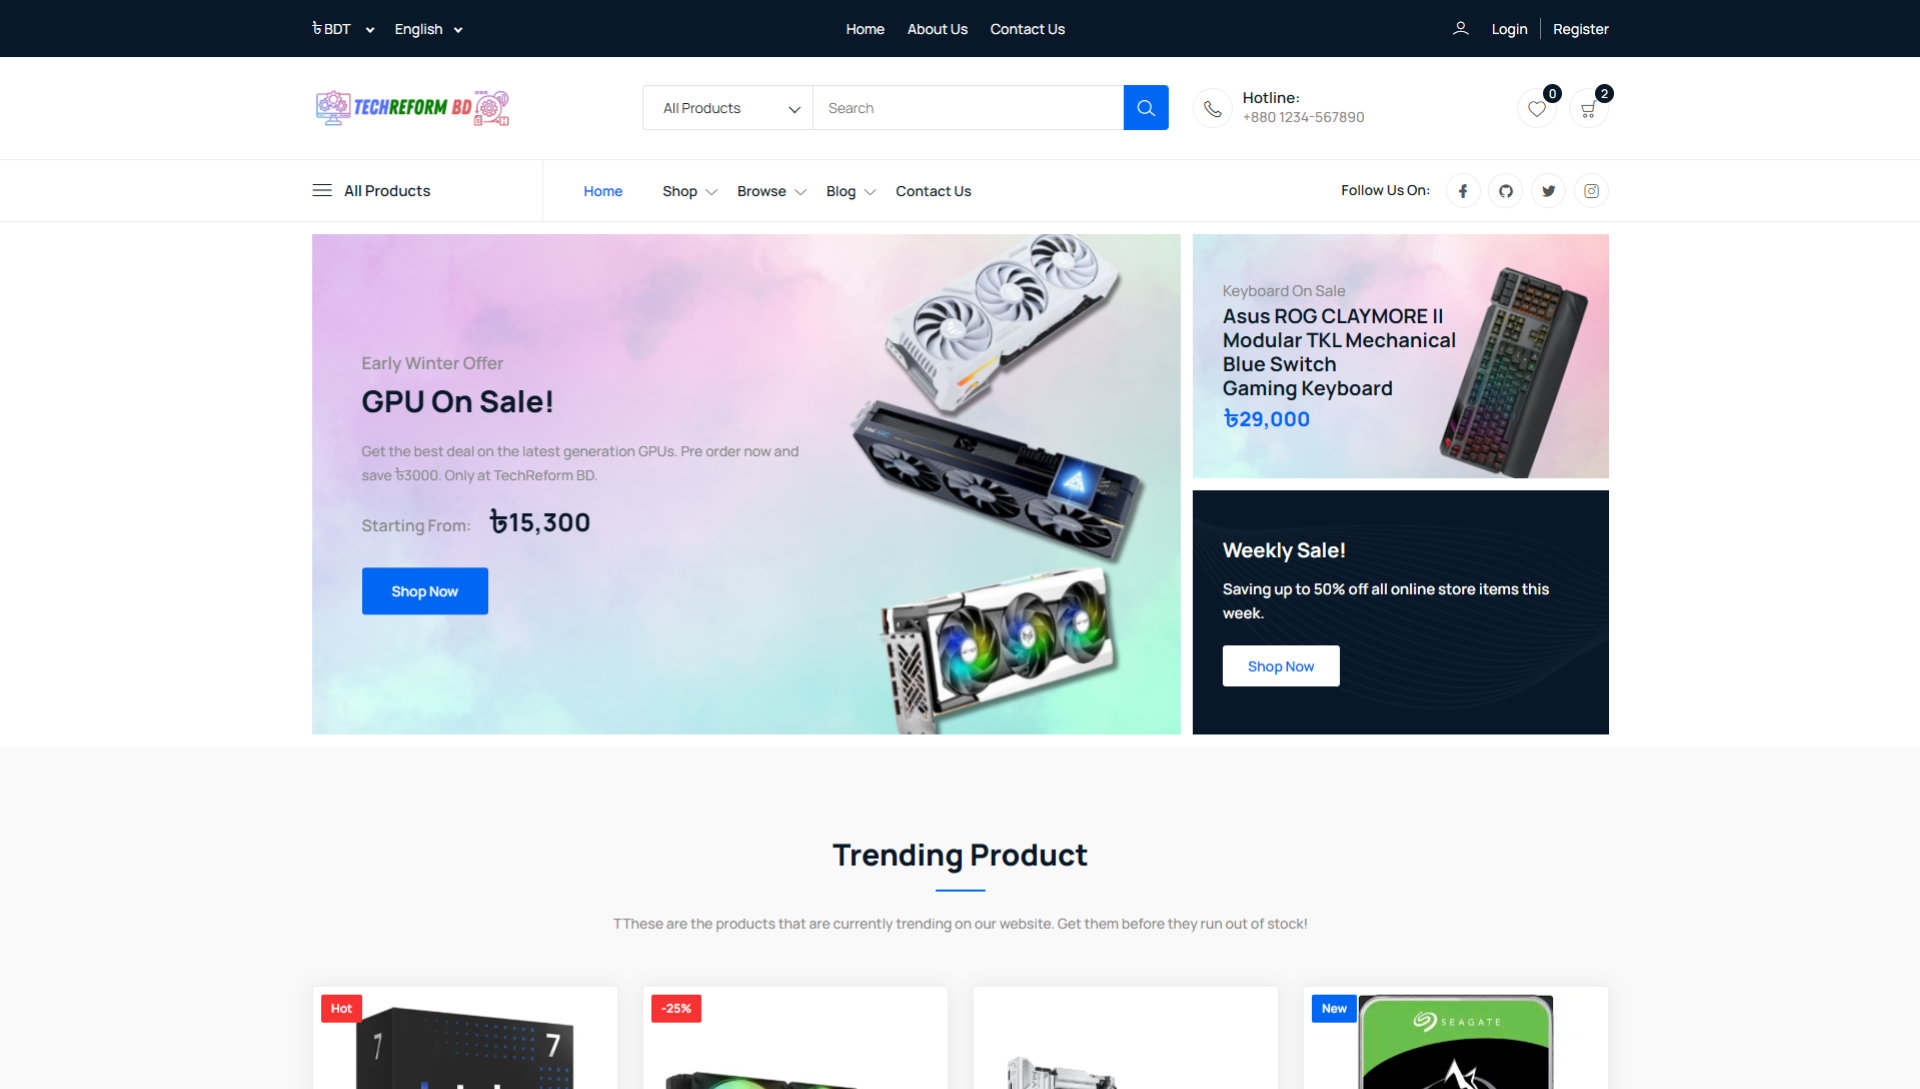 ৳ BDT English Home About Us Contact Us Login Register
TECHREFORM BD All Products Search Hotline: 0 2
+880 1234-567890
All Products Home Shop Browse Blog Contact Us Follow Us On:
Early Winter Offer
GPU On Sale!
Get the best deal on the latest generation GPUs. Pre order now and
save ৳3000. Only at TechReform BD.
Starting From: ৳15,300
Shop Now
Keyboard On Sale
Asus ROG CLAYMORE II
Modular TKL Mechanical
Blue Switch
Gaming Keyboard
৳29,000
Weekly Sale!
Saving up to 50% off all online store items this
week.
Shop Now
Trending Product
TThese are the products that are currently trending on our website. Get them before they run out of stock!
Hot
7
7
-25%
New
SEAGATE